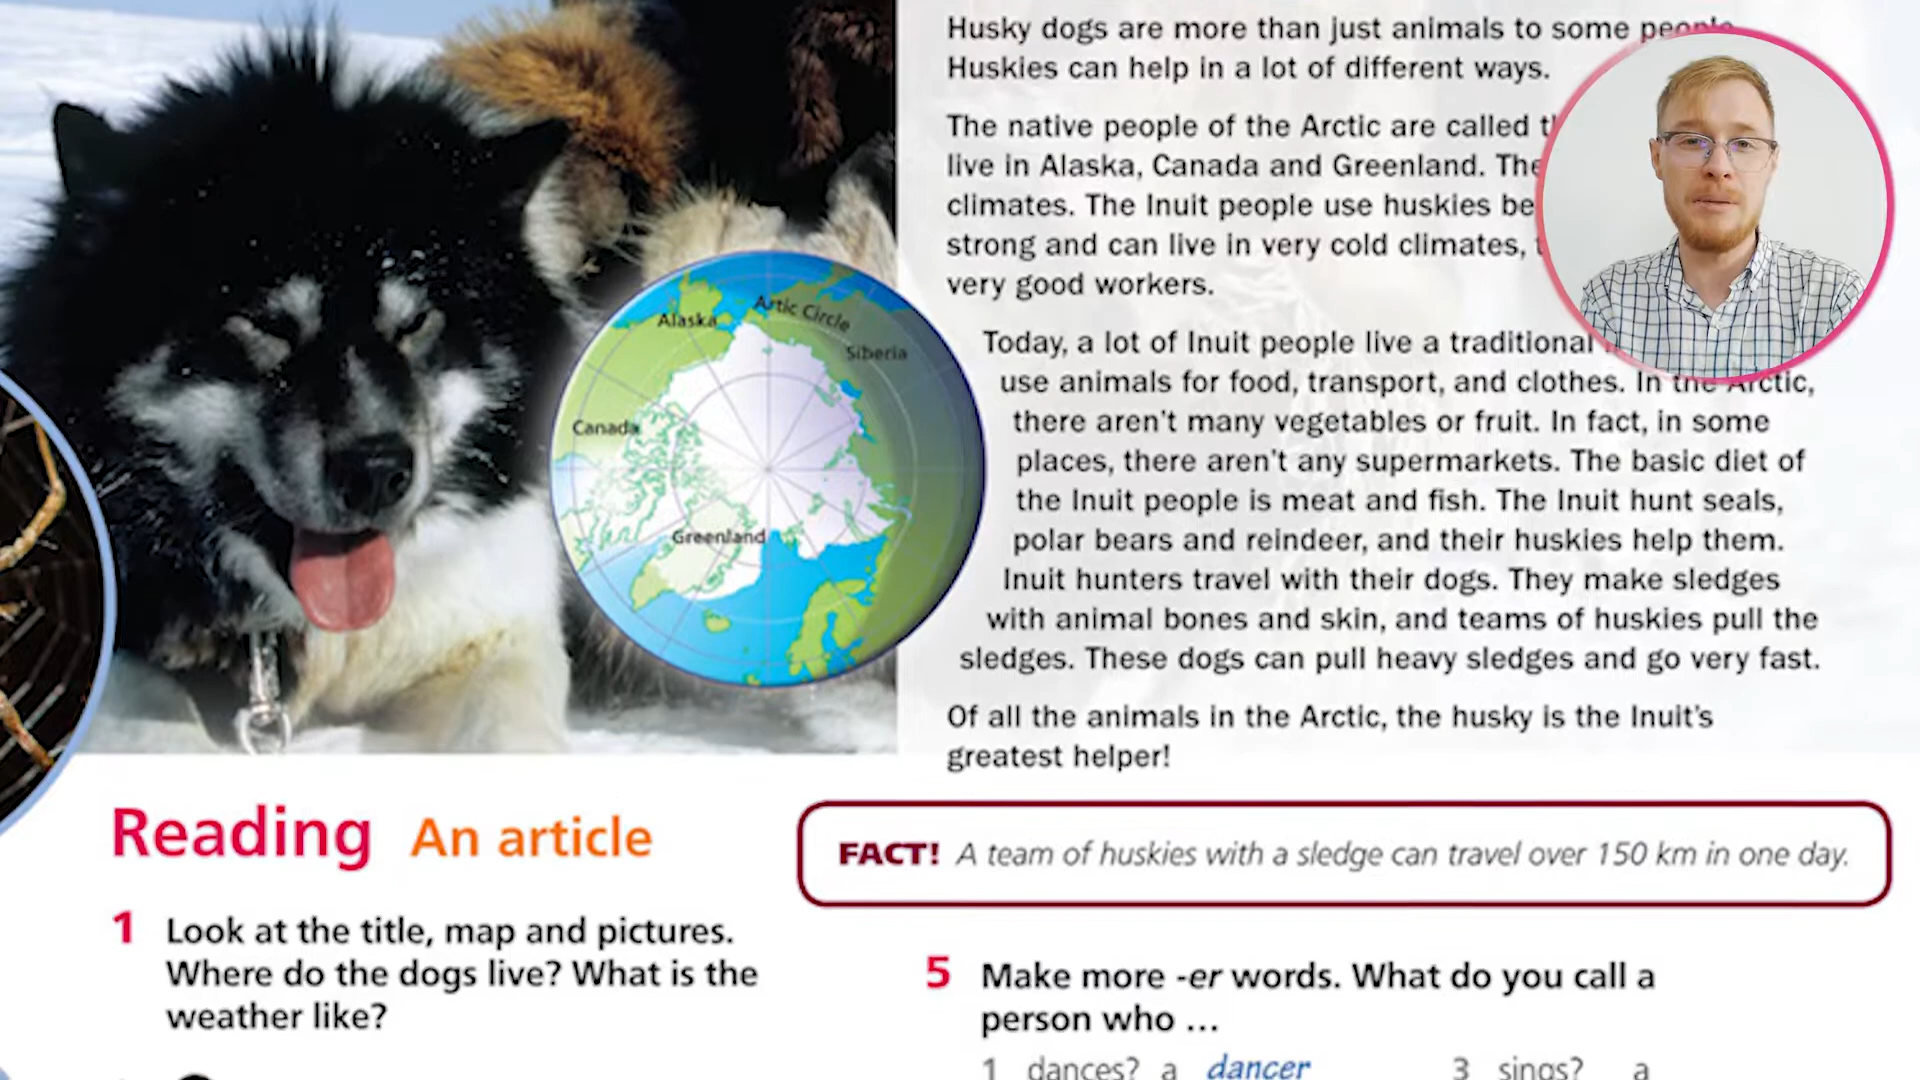 Husky dogs are more than just animals to some people.
Huskies can help in a lot of different ways.
The native people of the Arctic are called
live in Alaska, Canada and Greenland.
climates. The Inuit people use huskies
strong and can live in very cold climates,
very good workers.
Today, a lot of Inuit people live a traditional
use animals for food, transport, and clothes. In the Arctic,
there aren't many vegetables or fruit. In fact, in some
places, there aren't any supermarkets. The basic diet of
the Inuit people is meat and fish. The Inuit hunt seals,
polar bears and reindeer, and their huskies help them.
Inuit hunters travel with their dogs. They make sledges
with animal bones and skin, and teams of huskies pull the
sledges. These dogs can pull heavy sledges and go very fast.
Of all the animals in the Arctic, the husky is the Inuit's
greatest helper!
Alaska
Artic Circle
Siberia
Canada
Greenland
Reading An article
FACT! A team of huskies with a sledge can travel over 150 km in one day.
1 Look at the title, map and pictures.
Where do the dogs live? What is the
weather like?
5 Make more -er words. What do you call a
person who ...
1 dances? a dancer
3 sings? a